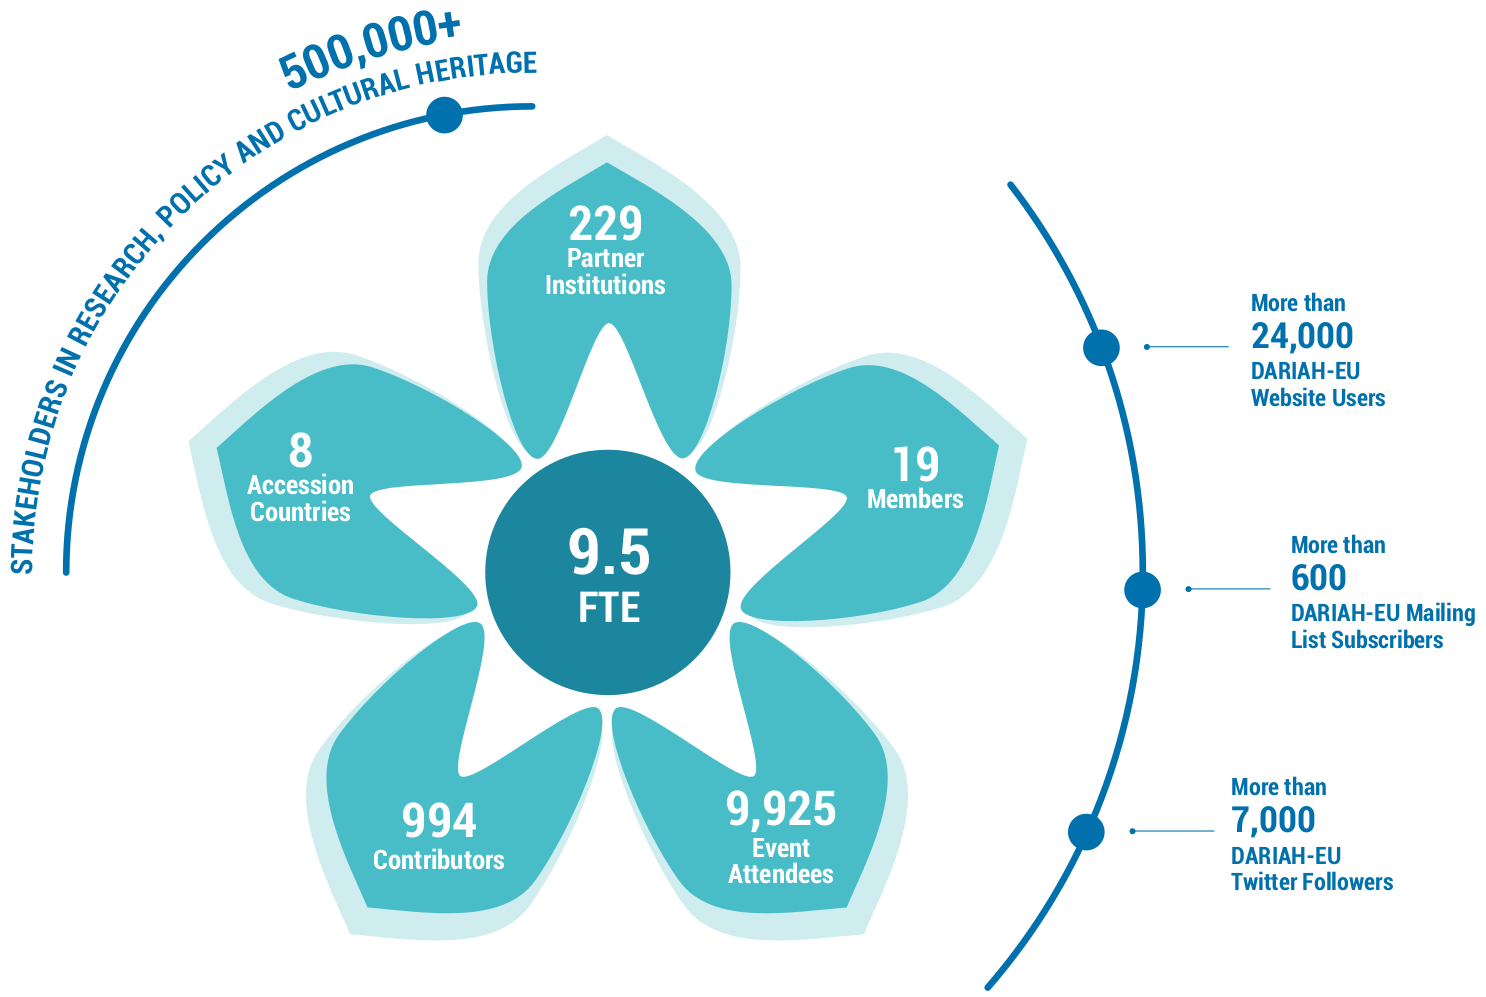 500,000+
STAKEHOLDERS IN RESEARCH, POLICY AND CULTURAL HERITAGE
229
Partner
Institutions
8
Accession
Countries
19
Members
9.5
FTE
994
Contributors
9,925
Event
Attendees
More than
24,000
DARIAH-EU
Website Users
More than
600
DARIAH-EU Mailing
List Subscribers
More than
7,000
DARIAH-EU
Twitter Followers